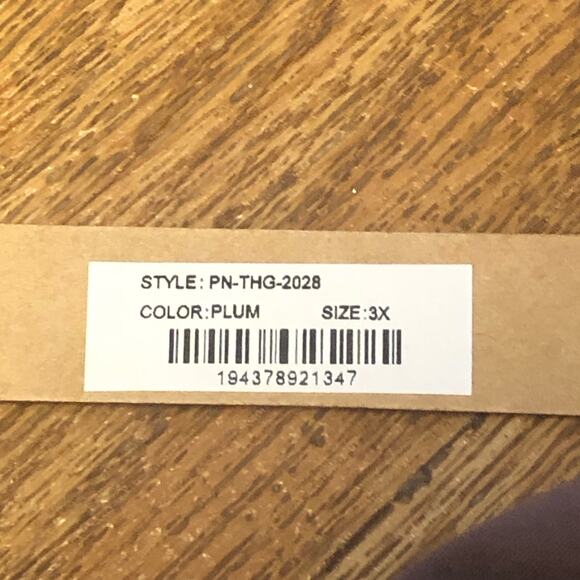 STYLE: PN-THG-2028
COLOR:PLUM SIZE:3X
194378921347